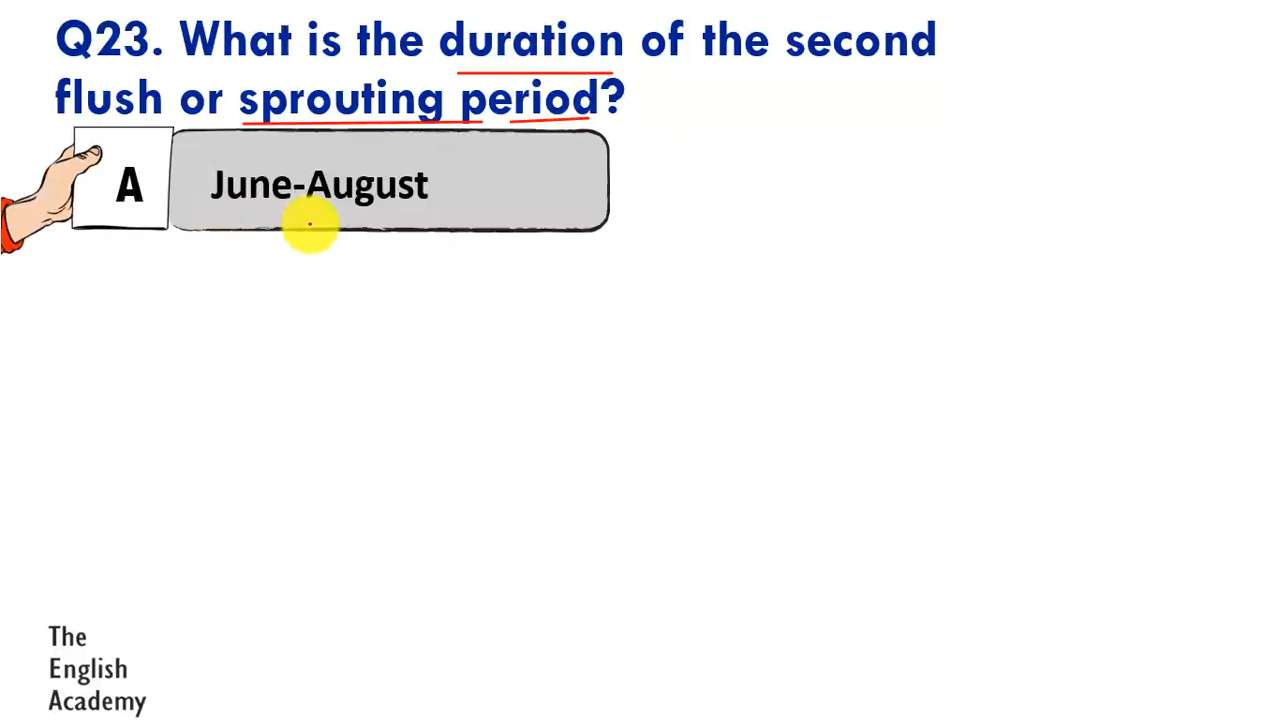 Q23. What is the duration of the second
flush or sprouting period?
A
June-August
The
English
Academy